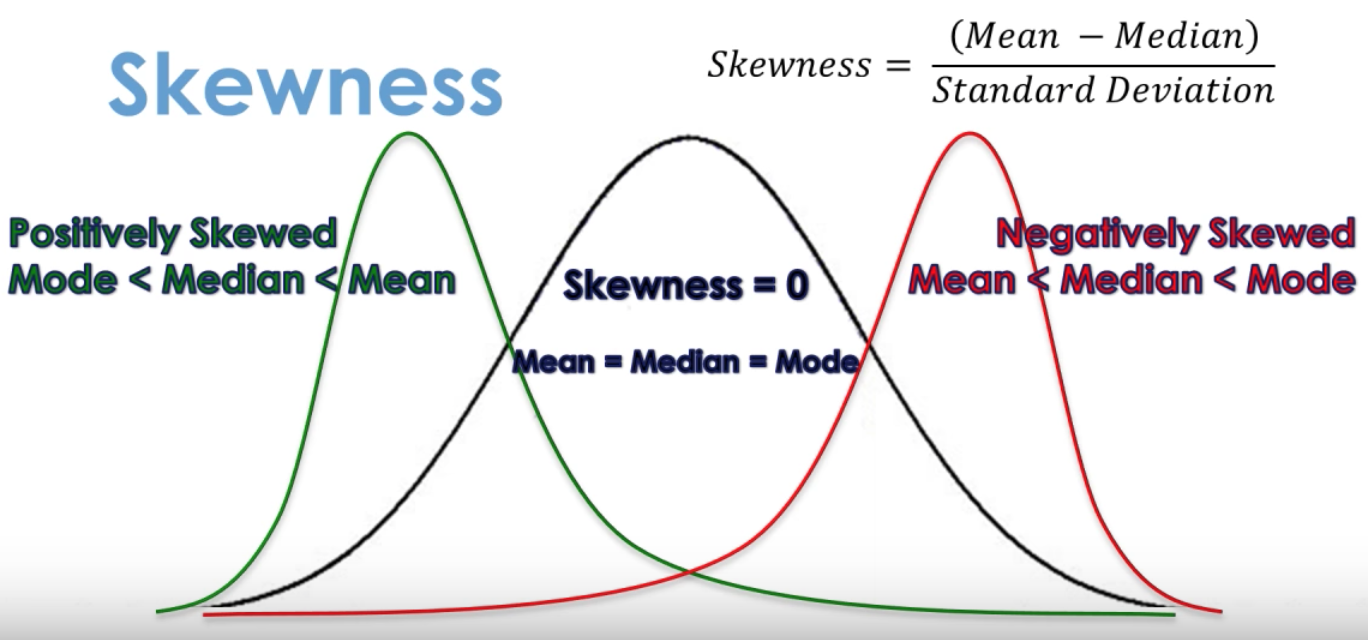 Skewness
Skewness = (Mean − Median) / Standard Deviation
Positively Skewed
Mode < Median < Mean
Skewness = 0
Mean = Median = Mode
Negatively Skewed
Mean < Median < Mode